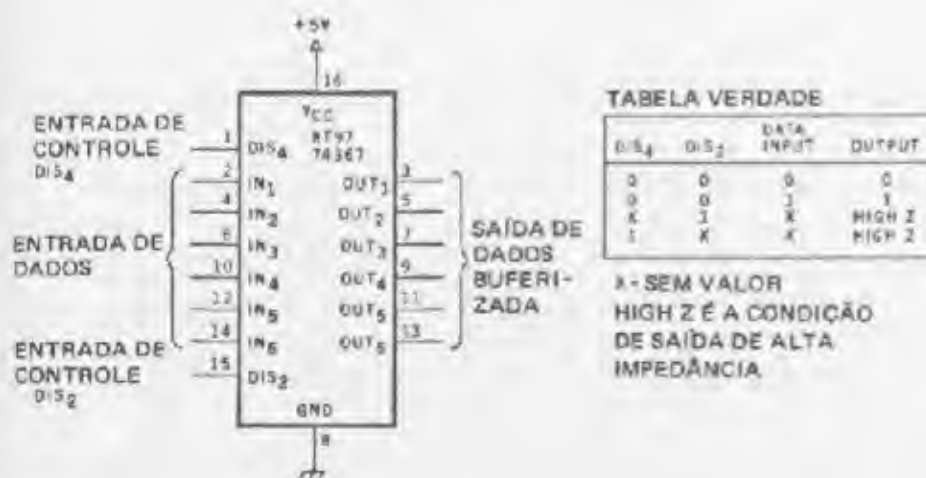 +5V
16
VCC
8T97
74367
ENTRADA DE
CONTROLE
DIS4
1
DIS4
2
IN1
4
IN2
6
IN3
10
IN4
12
IN5
14
IN6
15
DIS2
OUT1
3
OUT2
5
OUT3
7
OUT4
9
OUT5
11
OUT6
13
ENTRADA DE
DADOS
ENTRADA DE
CONTROLE
DIS2
GND
8
SAÍDA DE
DADOS
BUFERI-
ZADA
TABELA VERDADE
DIS4 DIS2 DATA INPUT OUTPUT
0 0 0 0
0 0 1 1
X 1 X HIGH Z
1 X X HIGH Z
X - SEM VALOR
HIGH Z É A CONDIÇÃO
DE SAÍDA DE ALTA
IMPEDÂNCIA